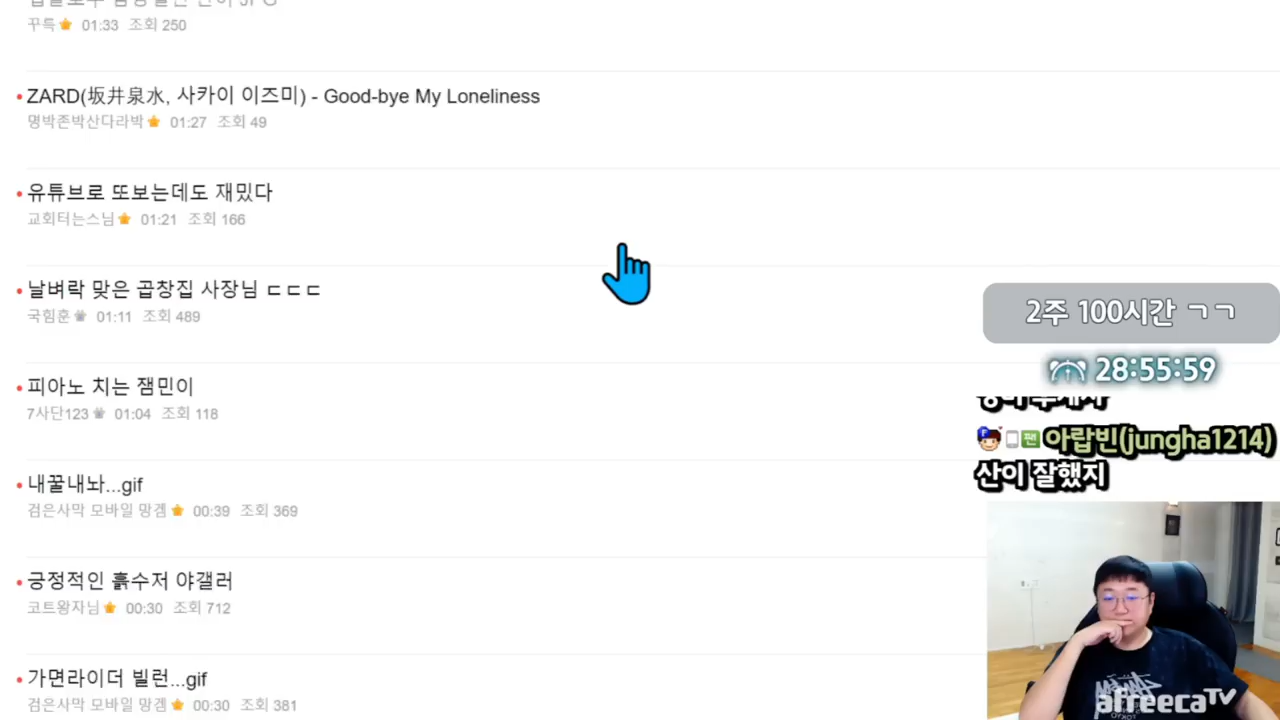 꾸륵 01:33 조회 250
ZARD(坂井泉水, 사카이 이즈미) - Good-bye My Loneliness
명박존박산다라박 01:27 조회 49
유튜브로 또보는데도 재밌다
교회터는스님 01:21 조회 166
날벼락 맞은 곱창집 사장님 ㄷㄷㄷ
국힘훈 01:11 조회 489
2주 100시간 ㄱㄱ
28:55:59
피아노 치는 잼민이
7사단123 01:04 조회 118
팬 아랍빈(jungha1214)
산이 잘했지
내꿀내놔...gif
검은사막 모바일 망겜 00:39 조회 369
긍정적인 흙수저 야갤러
코트왕자님 00:30 조회 712
가면라이더 빌런...gif
검은사막 모바일 망겜 00:30 조회 381
afreecaTV